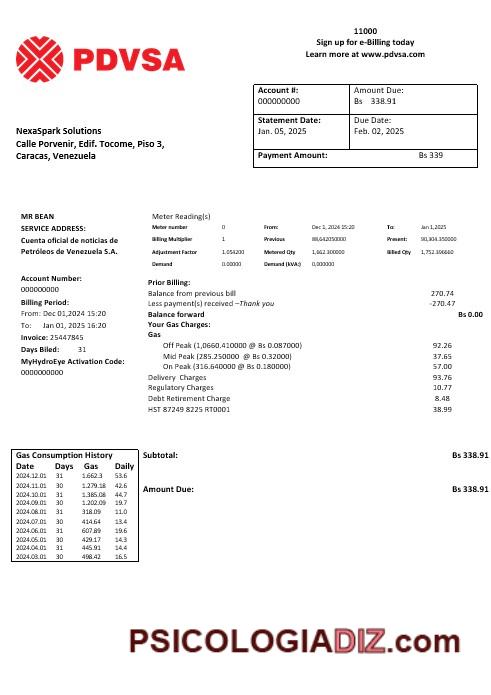 11000
Sign up for e-Billing today
Learn more at www.pdvsa.com
PDVSA
Account #: Amount Due:
000000000 Bs 338.91
Statement Date: Due Date:
Jan. 05, 2025 Feb. 02, 2025
Payment Amount: Bs 339
NexaSpark Solutions
Calle Porvenir, Edif. Tocome, Piso 3,
Caracas, Venezuela
MR BEAN
SERVICE ADDRESS:
Cuenta oficial de noticias de
Petróleos de Venezuela S.A.
Account Number:
000000000
Billing Period:
From: Dec 01,2024 15:20
To: Jan 01, 2025 16:20
Invoice: 25447845
Days Biled: 31
MyHydroEye Activation Code:
0000000000
Meter Reading(s)
Meter number 0 From: Dec 1, 2024 15:20 To: Jan 1,2025
Billing Multiplier 1 Previous 88,642050000 Present: 90,304.350000
Adjustment Factor 1,054200 Metered Qty 1,662.300000 Billed Qty 1,752.396660
Demand 0.00000 Demand (kVA:) 0,000000
Prior Billing:
Balance from previous bill 270.74
Less payment(s) received –Thank you -270.47
Balance forward Bs 0.00
Your Gas Charges:
Gas
Off Peak (1,0660.410000 @ Bs 0.087000) 92.26
Mid Peak (285.250000 @ Bs 0.32000) 37.65
On Peak (316.640000 @ Bs 0.180000) 57.00
Delivery Charges 93.76
Regulatory Charges 10.77
Debt Retirement Charge 8.48
HST 87249 8225 RT0001 38.99
Gas Consumption History
Date Days Gas Daily
2024.12.01 31 1.662.3 53.6
2024.11.01 30 1.279.18 42.6
2024.10.01 31 1,385.08 44.7
2024.09.01 30 1.202.09 19.7
2024.08.01 31 318.09 11.0
2024.07.01 30 414.64 13.4
2024.06.01 31 607.89 19.6
2024.05.01 30 429.17 14.3
2024.04.01 31 445.91 14.4
2024.03.01 30 498.42 16.5
Subtotal: Bs 338.91
Amount Due: Bs 338.91
PSICOLOGIADIZ.com